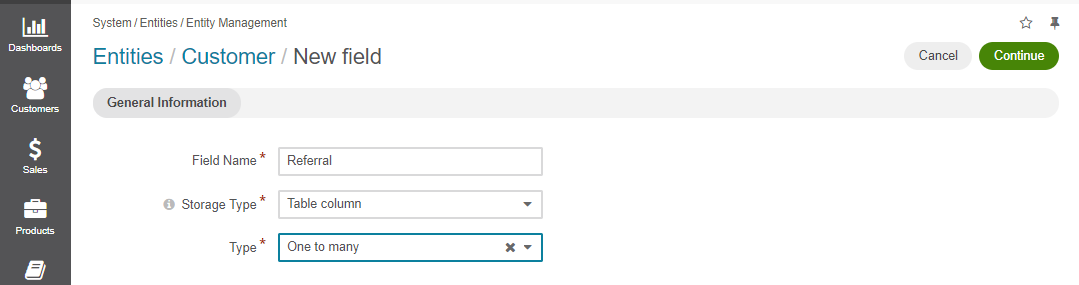 System / Entities / Entity Management
Entities / Customer / New field
Cancel
Continue
General Information
Field Name *
Referral
Storage Type *
Table column
Type *
One to many
Dashboards
Customers
Sales
Products